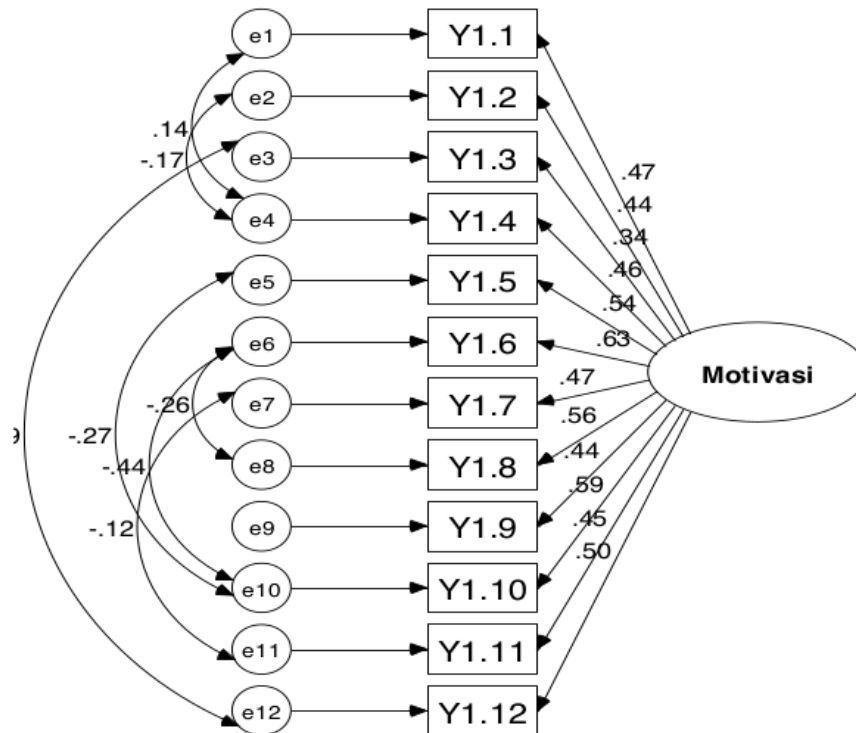 e1 Y1.1
e2 Y1.2
.14
-.17
e3 Y1.3
.47
.44
e4 Y1.4
.34
.46
e5 Y1.5
.54
e6 Y1.6
.63
Motivasi
-.26
e7 Y1.7
.47
.56
9
-.27
-.44
e8 Y1.8
.44
.59
-.12
e9 Y1.9
.45
.50
e10 Y1.10
e11 Y1.11
e12 Y1.12